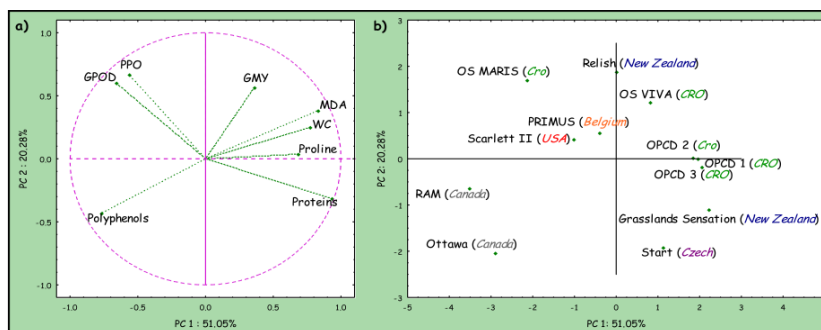 a)
PC 2 : 20.28%
1.0
0.5
0.0
-0.5
-1.0
PPO
GPOD
GMY
MDA
WC
Proline
Proteins
Polyphenols
-1.0
-0.5
0.0
0.5
1.0
PC 1 : 51.05%
b)
PC 2: 20.28%
3
2
1
0
-1
-2
-3
Relish (New Zealand)
OS MARIS (Cro)
OS VIVA (CRO)
PRIMUS (Belgium)
Scarlett II (USA)
OPCD 2 (Cro)
OPCD 1 (CRO)
OPCD 3 (CRO)
RAM (Canada)
Grasslands Sensation (New Zealand)
Ottawa (Canada)
Start (Czech)
-5
-4
-3
-2
-1
0
1
2
3
4
5
PC 1: 51.05%